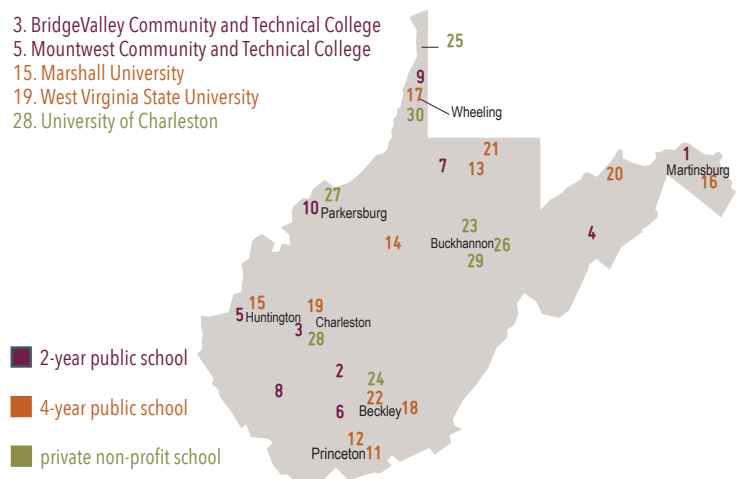 3. BridgeValley Community and Technical College
5. Mountwest Community and Technical College
15. Marshall University
19. West Virginia State University
28. University of Charleston
25
9
17
Wheeling
30
21
7
13
1
Martinsburg
20
16
27
10
Parkersburg
23
4
14
Buckhannon
26
29
15
19
5
Huntington
3
Charleston
28
2-year public school
2
24
8
22
4-year public school
6
Beckley
18
12
Princeton
11
private non-profit school